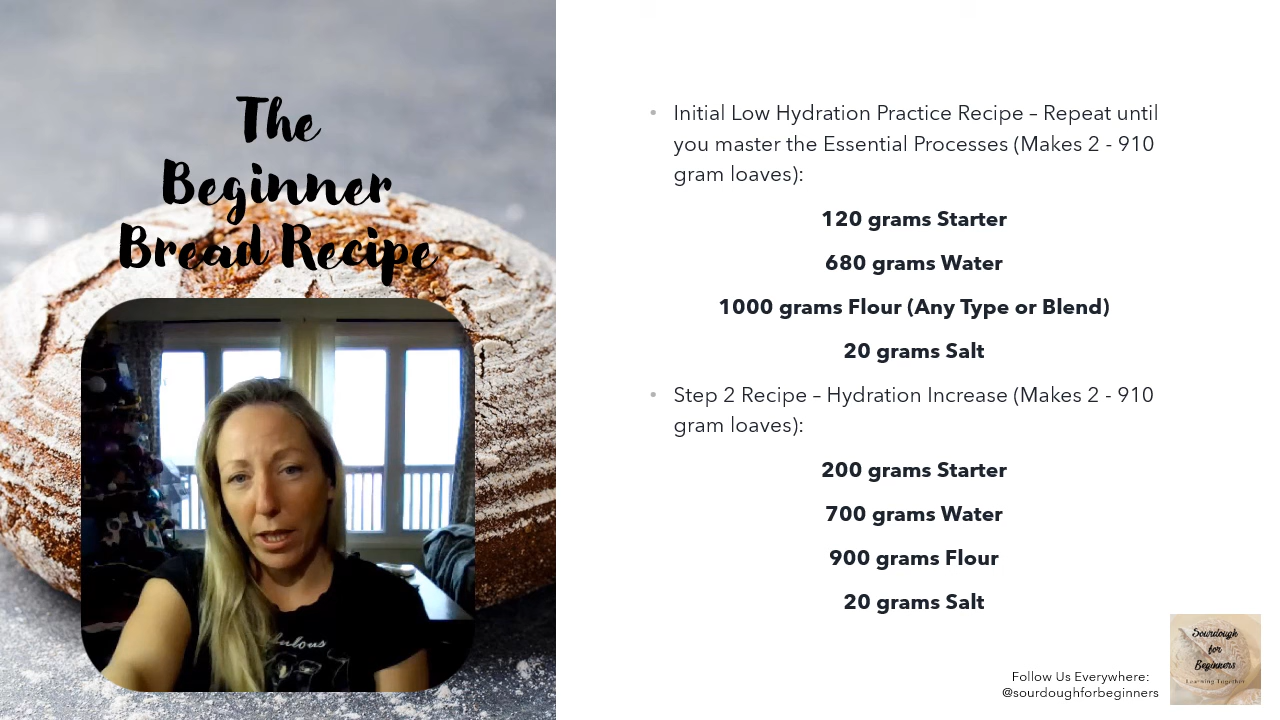 The
Beginner
Bread Recipe
Initial Low Hydration Practice Recipe – Repeat until
you master the Essential Processes (Makes 2 - 910
gram loaves):
120 grams Starter
680 grams Water
1000 grams Flour (Any Type or Blend)
20 grams Salt
Step 2 Recipe – Hydration Increase (Makes 2 - 910
gram loaves):
200 grams Starter
700 grams Water
900 grams Flour
20 grams Salt
Sourdough
for
Beginners
Learning Together
Follow Us Everywhere:
@sourdoughforbeginners